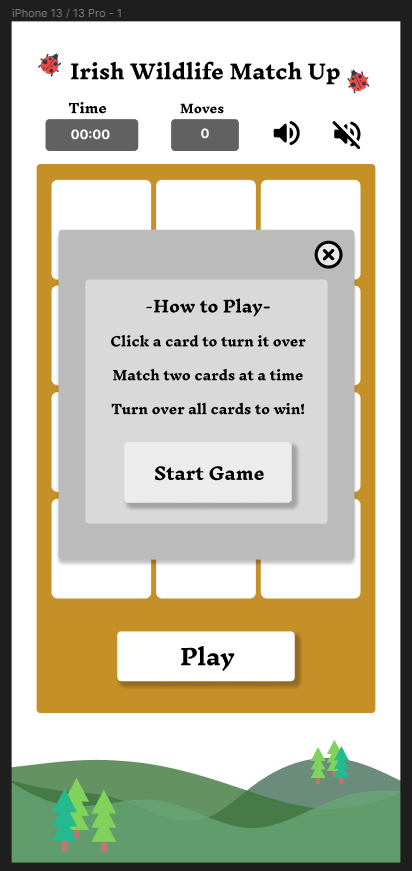 iPhone 13 / 13 Pro - 1
Irish Wildlife Match Up
Time
Moves
00:00
0
-How to Play-
Click a card to turn it over
Match two cards at a time
Turn over all cards to win!
Start Game
Play